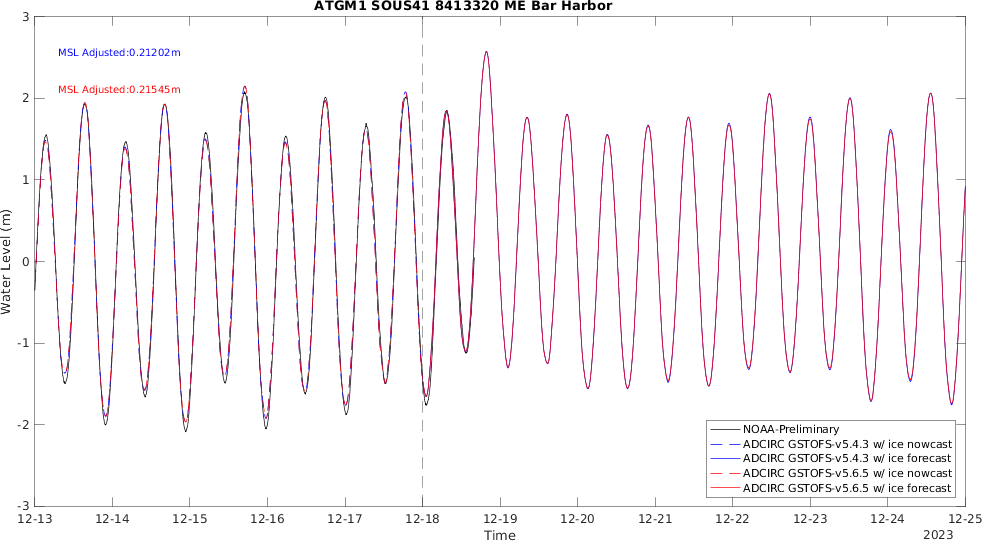 ATGM1 SOUS41 8413320 ME Bar Harbor
MSL Adjusted:0.21202m
MSL Adjusted:0.21545m
Water Level (m)
3
2
1
0
-1
-2
-3
NOAA-Preliminary
ADCIRC GSTOFS-v5.4.3 w/ ice nowcast
ADCIRC GSTOFS-v5.4.3 w/ ice forecast
ADCIRC GSTOFS-v5.6.5 w/ ice nowcast
ADCIRC GSTOFS-v5.6.5 w/ ice forecast
12-13 12-14 12-15 12-16 12-17 12-18 12-19 12-20 12-21 12-22 12-23 12-24 12-25
Time
2023